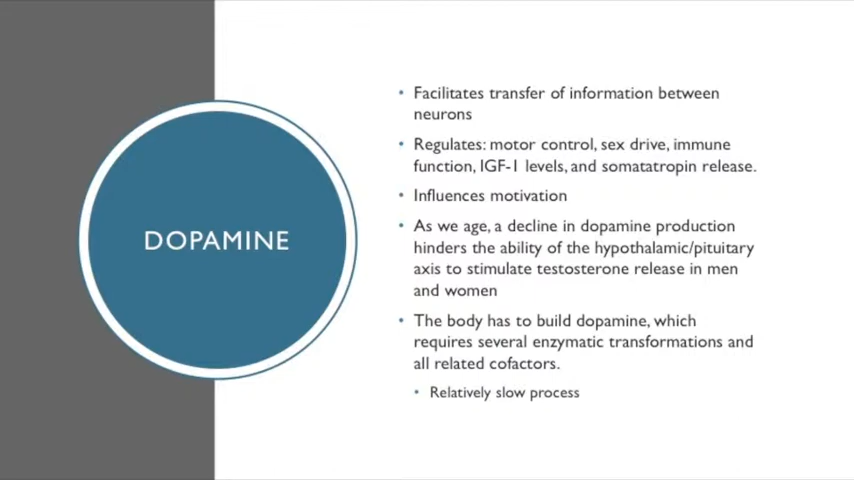 DOPAMINE
• Facilitates transfer of information between
neurons
• Regulates: motor control, sex drive, immune
function, IGF-1 levels, and somatatropin release.
• Influences motivation
• As we age, a decline in dopamine production
hinders the ability of the hypothalamic/pituitary
axis to stimulate testosterone release in men
and women
• The body has to build dopamine, which
requires several enzymatic transformations and
all related cofactors.
• Relatively slow process